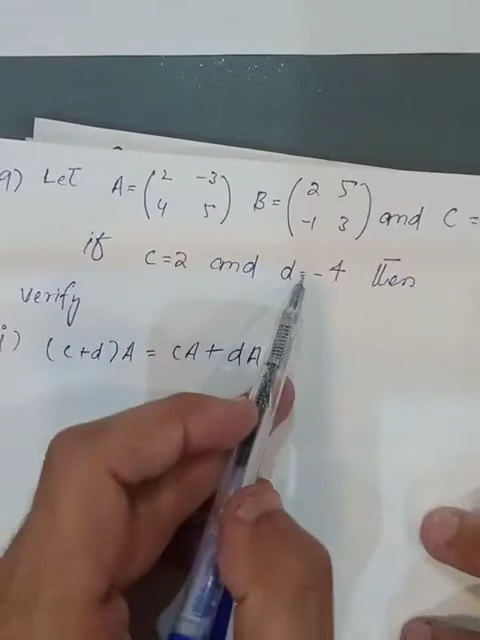 9) Let A = (2 -3 4 5) B = (2 5 -1 3) and C =
if c=2 and d=-4 then
verify
i) (c+d)A = cA + dA